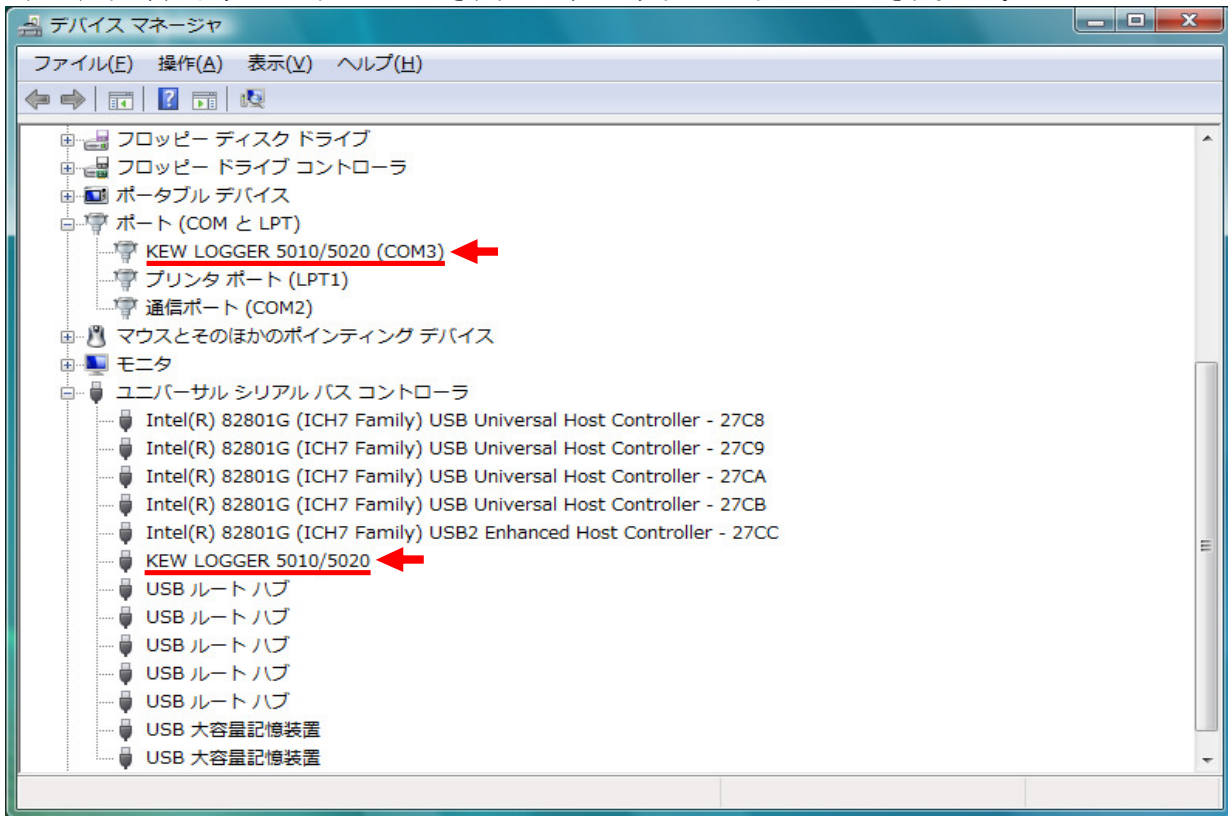 デバイス マネージャ
ファイル(F) 操作(A) 表示(V) ヘルプ(H)
フロッピー ディスク ドライブ
フロッピー ドライブ コントローラ
ポータブル デバイス
ポート (COM と LPT)
KEW LOGGER 5010/5020 (COM3)
プリンタ ポート (LPT1)
通信ポート (COM2)
マウスとそのほかのポインティング デバイス
モニタ
ユニバーサル シリアル バス コントローラ
Intel(R) 82801G (ICH7 Family) USB Universal Host Controller - 27C8
Intel(R) 82801G (ICH7 Family) USB Universal Host Controller - 27C9
Intel(R) 82801G (ICH7 Family) USB Universal Host Controller - 27CA
Intel(R) 82801G (ICH7 Family) USB Universal Host Controller - 27CB
Intel(R) 82801G (ICH7 Family) USB2 Enhanced Host Controller - 27CC
KEW LOGGER 5010/5020
USB ルート ハブ
USB ルート ハブ
USB ルート ハブ
USB ルート ハブ
USB ルート ハブ
USB 大容量記憶装置
USB 大容量記憶装置